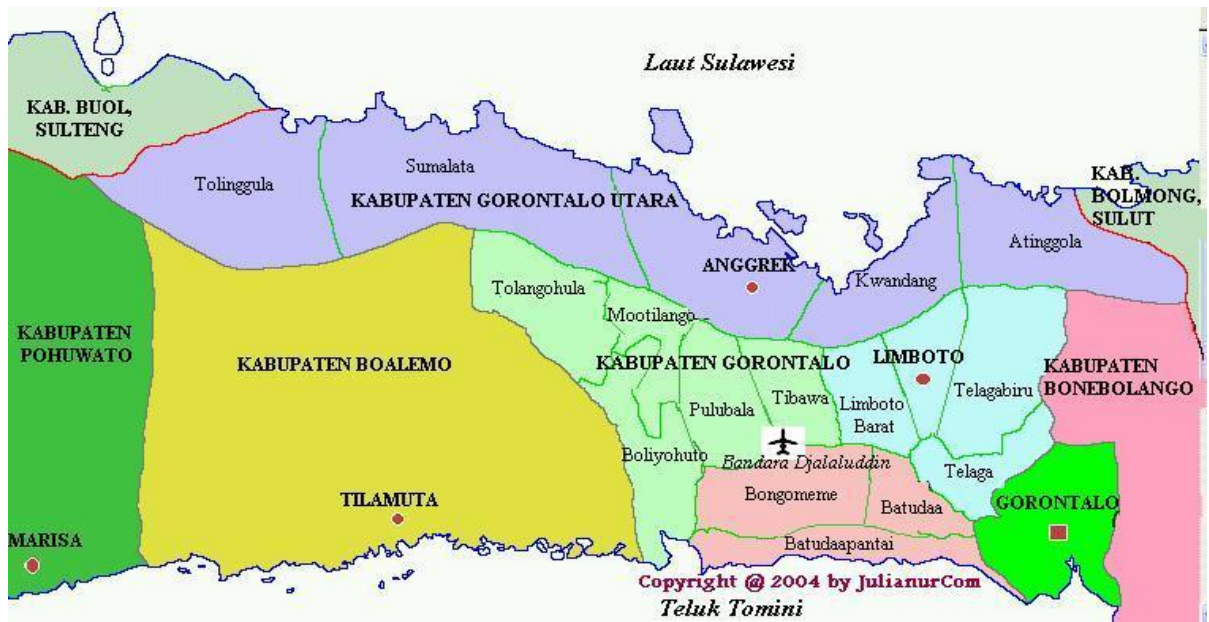 Laut Sulawesi
KAB. BUOL,
SULTENG
Sumalata
KAB.
BOLMONG,
SULUT
Tolinggula
KABUPATEN GORONTALO UTARA
Atinggola
ANGGREK
Kwandang
Tolangohula
Mootilango
KABUPATEN
POHUWATO
KABUPATEN BOALEMO
KABUPATEN GORONTALO
LIMBOTO
KABUPATEN
BONEBOLANGO
Telagabiru
Tibawa
Pulubala
Limboto
Barat
Boliyohuto
Bandara Djalaluddin
Telaga
TILAMUTA
Bongomeme
Batudaa
GORONTALO
MARISA
Batudaapantai
Copyright @ 2004 by JulianurCom
Teluk Tomini